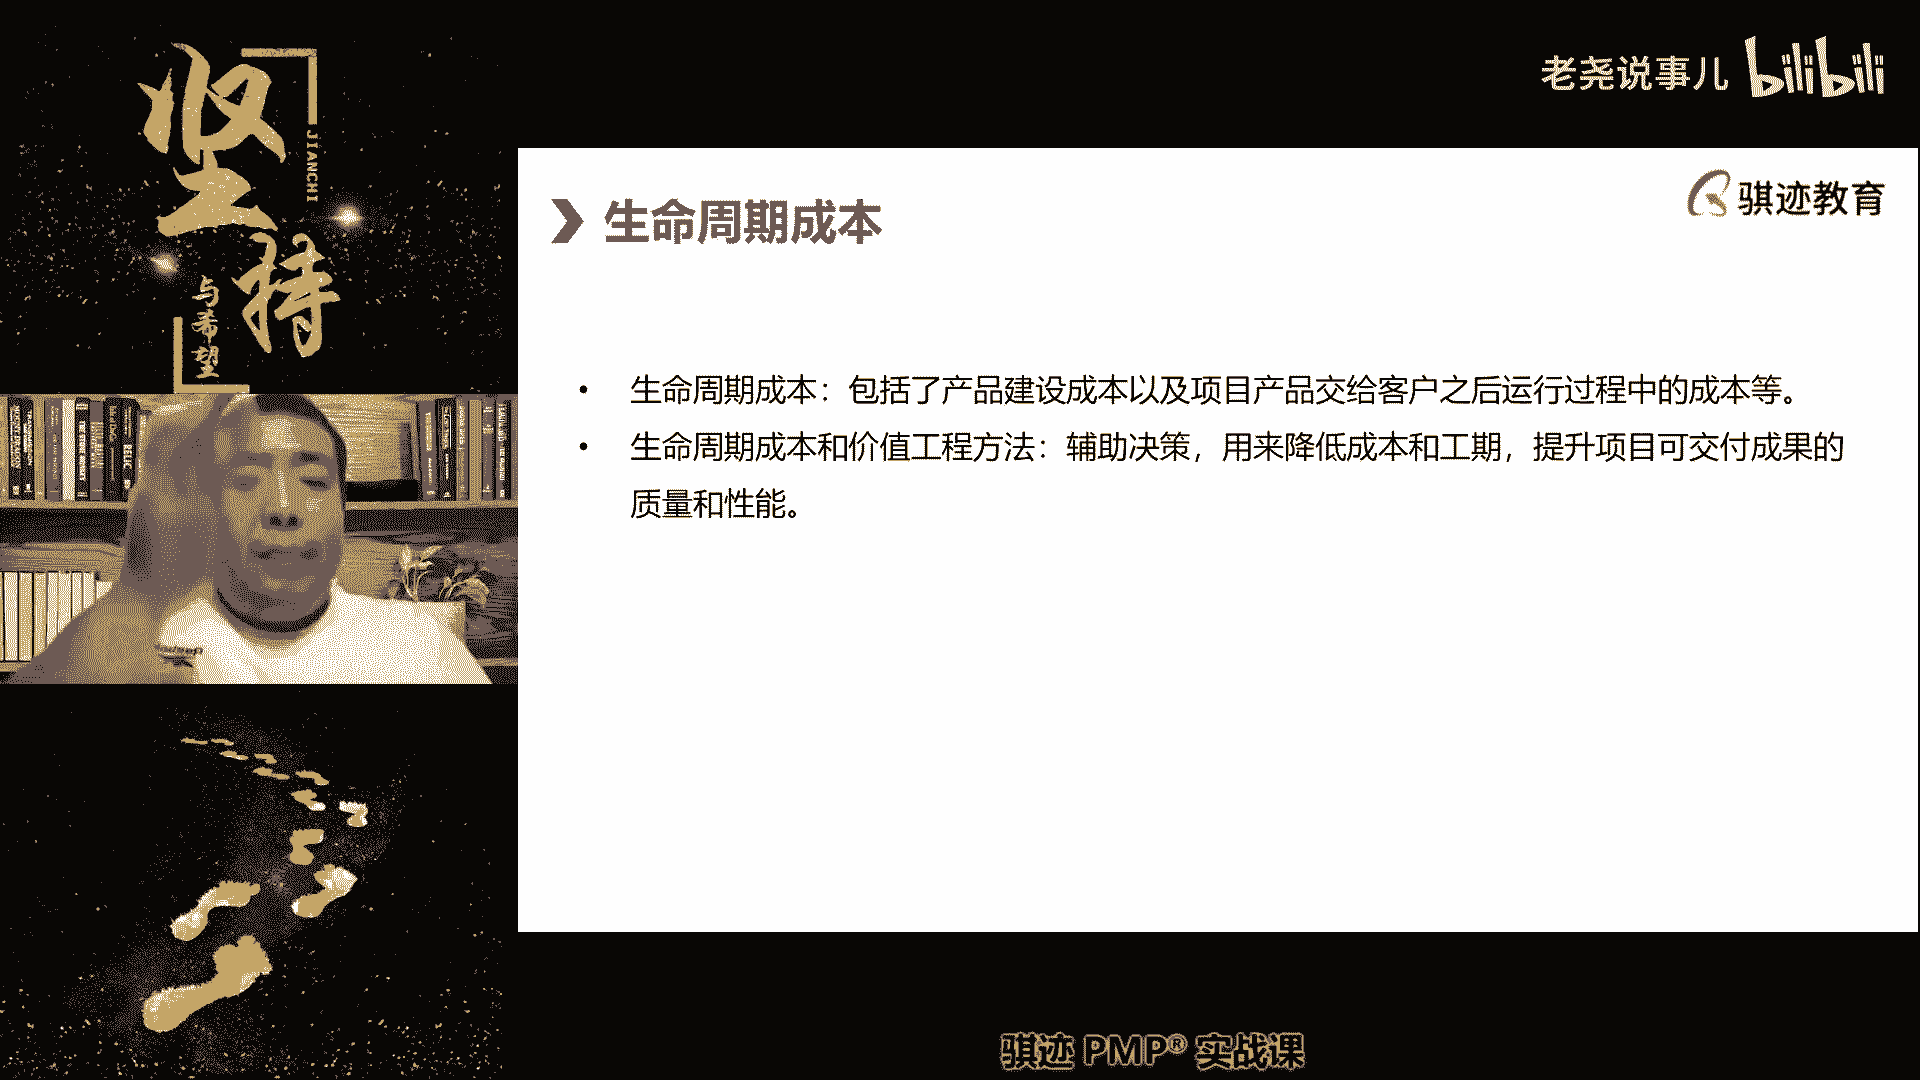 坚持
JIANCHI
与希望
老尧说事儿 bilibili
骐迹教育
生命周期成本
• 生命周期成本：包括了产品建设成本以及项目产品交给客户之后运行过程中的成本等。
• 生命周期成本和价值工程方法：辅助决策，用来降低成本和工期，提升项目可交付成果的
质量和性能。
骐迹 PMP® 实战课